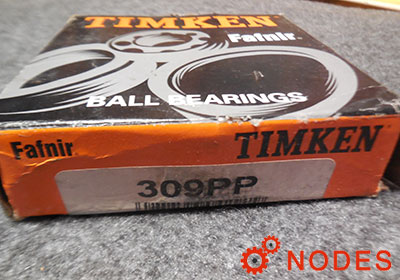 TIMKEN
Fafnir®
BALL BEARINGS
Fafnir® TIMKEN
309PP
NODES